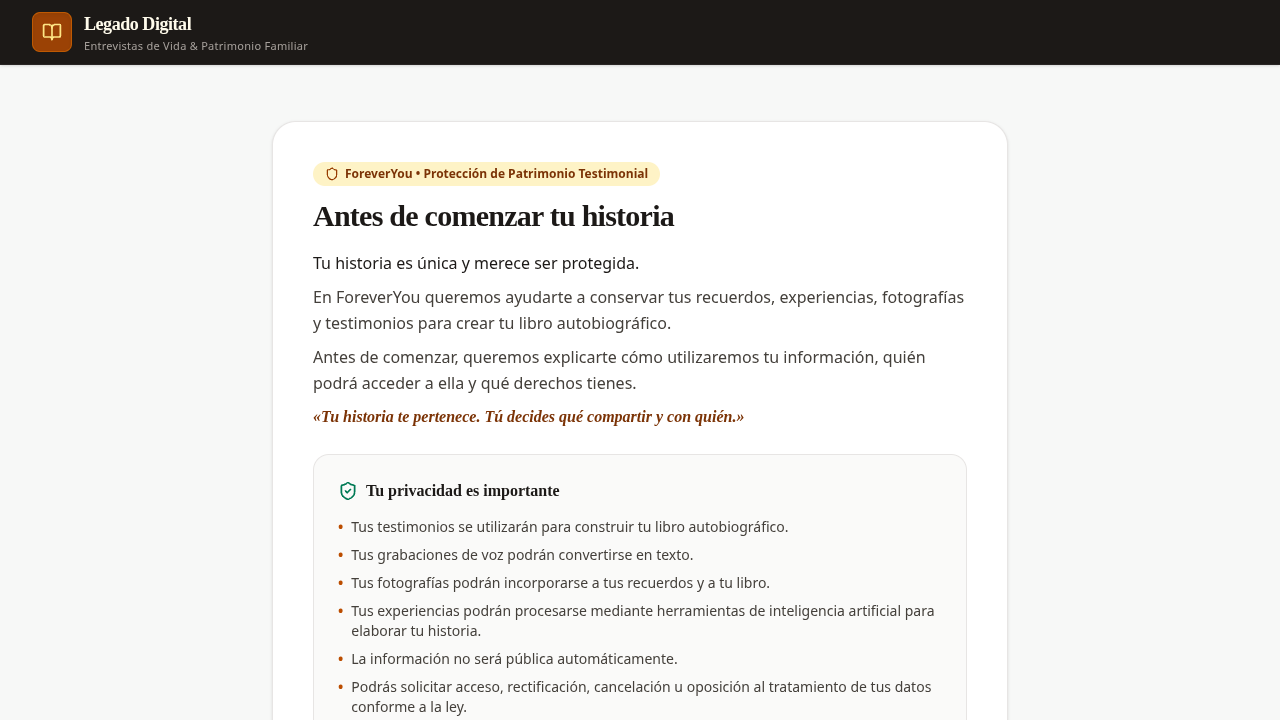 Legado Digital
Entrevistas de Vida & Patrimonio Familiar
ForeverYou • Protección de Patrimonio Testimonial
Antes de comenzar tu historia
Tu historia es única y merece ser protegida.
En ForeverYou queremos ayudarte a conservar tus recuerdos, experiencias, fotografías
y testimonios para crear tu libro autobiográfico.
Antes de comenzar, queremos explicarte cómo utilizaremos tu información, quién
podrá acceder a ella y qué derechos tienes.
«Tu historia te pertenece. Tú decides qué compartir y con quién.»
Tu privacidad es importante
• Tus testimonios se utilizarán para construir tu libro autobiográfico.
• Tus grabaciones de voz podrán convertirse en texto.
• Tus fotografías podrán incorporarse a tus recuerdos y a tu libro.
• Tus experiencias podrán procesarse mediante herramientas de inteligencia artificial para
elaborar tu historia.
• La información no será pública automáticamente.
• Podrás solicitar acceso, rectificación, cancelación u oposición al tratamiento de tus datos
conforme a la ley.